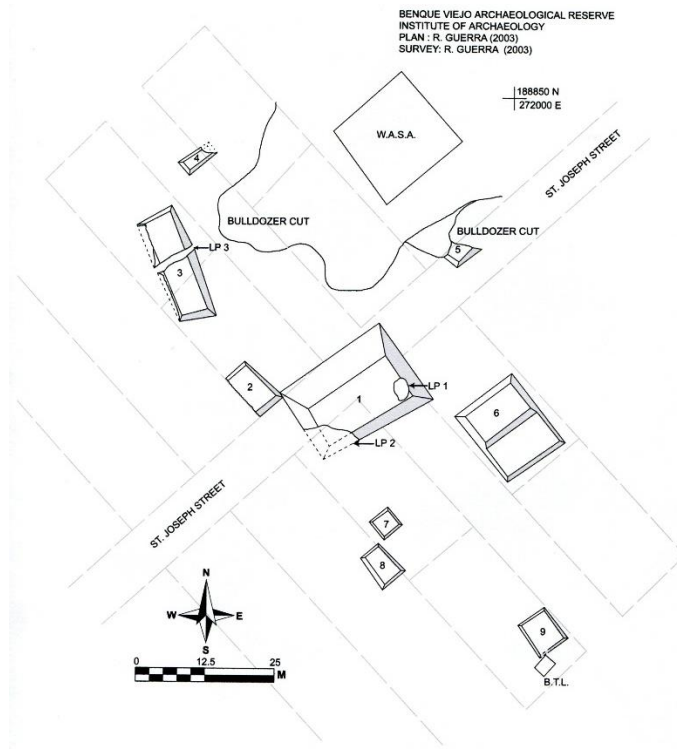 BENQUE VIEJO ARCHAEOLOGICAL RESERVE
INSTITUTE OF ARCHAEOLOGY
PLAN : R. GUERRA (2003)
SURVEY: R. GUERRA (2003)
188850 N
272000 E
W.A.S.A.
ST. JOSEPH STREET
4
BULLDOZER CUT
BULLDOZER CUT
5
LP 3
3
2
1
LP 1
6
LP 2
ST. JOSEPH STREET
7
8
N
W
E
S
9
B.T.L.
0
12.5
25
M